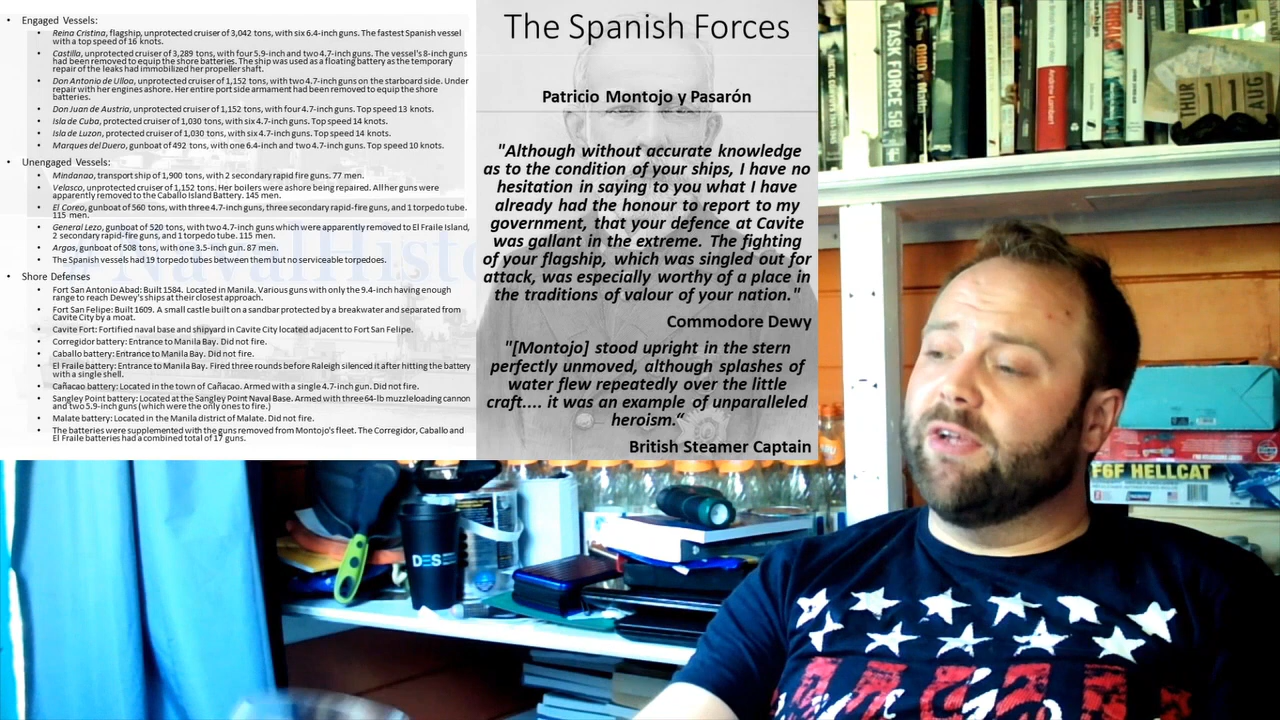 • Engaged Vessels:
• Reina Cristina, flagship, unprotected cruiser of 3,042 tons, with six 6.4-inch guns. The fastest Spanish vessel
with a top speed of 16 knots.
• Castilla, unprotected cruiser of 3,289 tons, with four 5.9-inch and two 4.7-inch guns. The vessel's 8-inch guns
had been removed to equip the shore batteries. The ship was used as a floating battery as the temporary
repair of the leaks had immobilized her propeller shaft.
• Don Antonio de Ulloa, unprotected cruiser of 1,152 tons, with two 4.7-inch guns on the starboard side. Under
repair with her engines ashore. Her entire port side armament had been removed to equip the shore
batteries.
• Don Juan de Austria, unprotected cruiser of 1,152 tons, with four 4.7-inch guns. Top speed 13 knots.
• Isla de Cuba, protected cruiser of 1,030 tons, with six 4.7-inch guns. Top speed 14 knots.
• Isla de Luzon, protected cruiser of 1,030 tons, with six 4.7-inch guns. Top speed 14 knots.
• Marques del Duero, gunboat of 492 tons, with one 6.4-inch and two 4.7-inch guns. Top speed 10 knots.
• Unengaged Vessels:
• Mindanao, transport ship of 1,900 tons, with 2 secondary rapid fire guns. 77 men.
• Velasco, unprotected cruiser of 1,152 tons. Her boilers were ashore being repaired. All her guns were
apparently removed to the Caballo Island Battery. 145 men.
• El Coreo, gunboat of 560 tons, with three 4.7-inch guns, three secondary rapid-fire guns, and 1 torpedo tube.
115 men.
• General Lezo, gunboat of 520 tons, with two 4.7-inch guns which were apparently removed to El Fraile Island,
2 secondary rapid-fire guns, and 1 torpedo tube. 115 men.
• Argos, gunboat of 508 tons, with one 3.5-inch gun. 87 men.
• The Spanish vessels had 19 torpedo tubes between them but no serviceable torpedoes.
• Shore Defenses
• Fort San Antonio Abad: Built 1584. Located in Manila. Various guns with only the 9.4-inch having enough
range to reach Dewey's ships at their closest approach.
• Fort San Felipe: Built 1609. A small castle built on a sandbar protected by a breakwater and separated from
Cavite City by a moat.
• Cavite Fort: Fortified naval base and shipyard in Cavite City located adjacent to Fort San Felipe.
• Corregidor battery: Entrance to Manila Bay. Did not fire.
• Caballo battery: Entrance to Manila Bay. Did not fire.
• El Fraile battery: Entrance to Manila Bay. Fired three rounds before Raleigh silenced it after hitting the battery
with a single shell.
• Cañacao battery: Located in the town of Cañacao. Armed with a single 4.7-inch gun. Did not fire.
• Sangley Point battery: Located at the Sangley Point Naval Base. Armed with three 64-lb muzzleloading cannon
and two 5.9-inch guns (which were the only ones to fire.)
• Malate battery: Located in the Manila district of Malate. Did not fire.
• The batteries were supplemented with the guns removed from Montojo's fleet. The Corregidor, Caballo and
El Fraile batteries had a combined total of 17 guns.
The Spanish Forces
Patricio Montojo y Pasarón
"Although without accurate knowledge
as to the condition of your ships, I have no
hesitation in saying to you what I have
already had the honour to report to my
government, that your defence at Cavite
was gallant in the extreme. The fighting
of your flagship, which was singled out for
attack, was especially worthy of a place in
the traditions of valour of your nation."
Commodore Dewy
"[Montojo] stood upright in the stern
perfectly unmoved, although splashes of
water flew repeatedly over the little
craft.... it was an example of unparalleled
heroism.“
British Steamer Captain
TASK FORCE 58
Andrew Lambert
THUR 11 AUG
F6F HELLCAT
DES